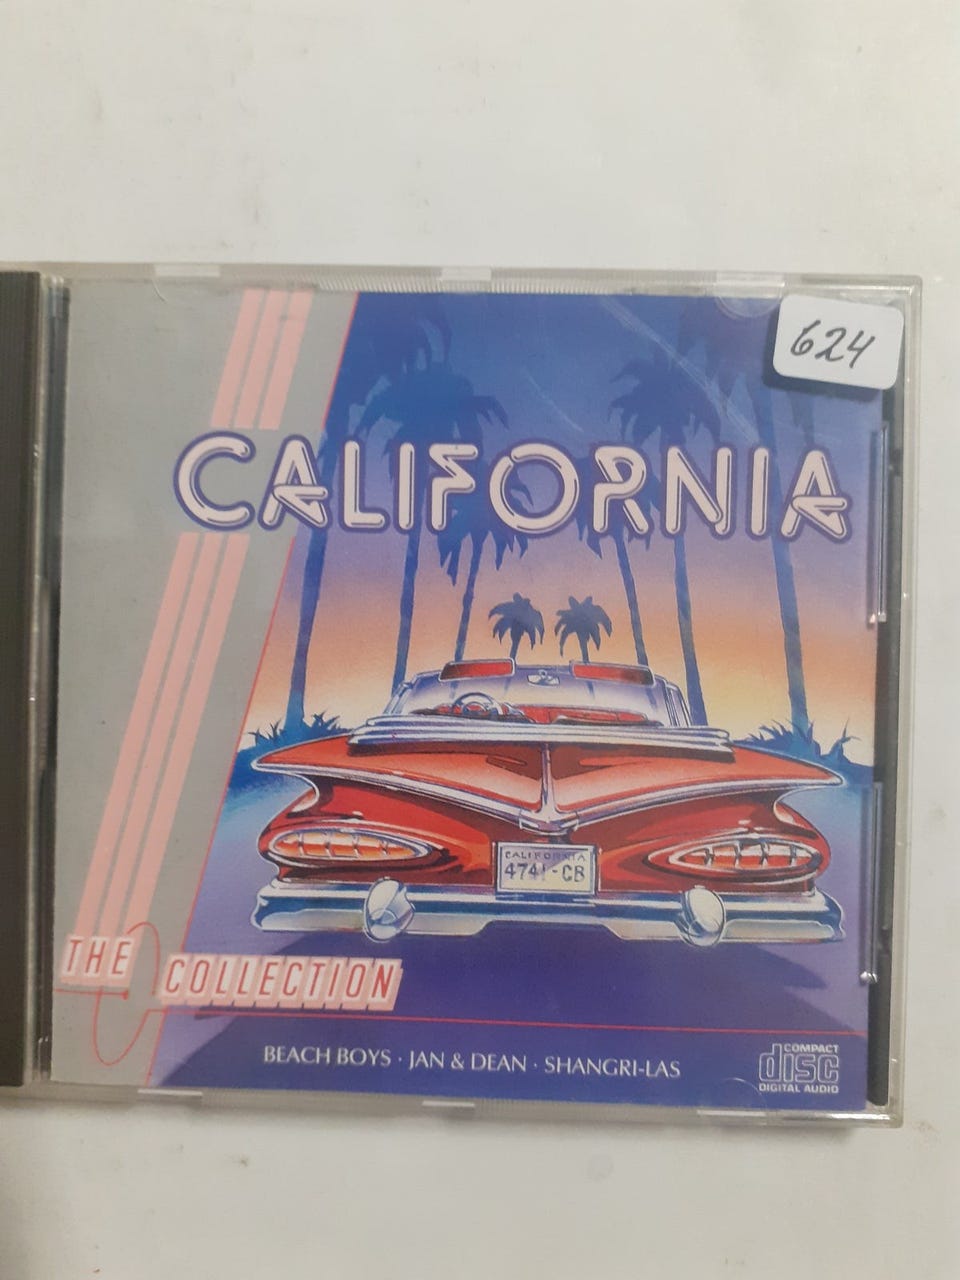 624
CALIFORNIA
CALIFORNIA
4741-CB
THE COLLECTION
BEACH BOYS · JAN & DEAN · SHANGRI-LAS
COMPACT
disc
DIGITAL AUDIO